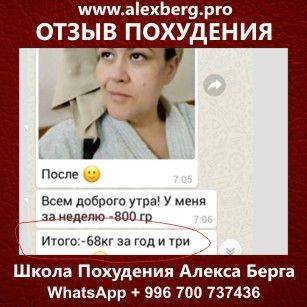 www.alexberg.pro
ОТЗЫВ ПОХУДЕНИЯ
После 🙂
7:05
Всем доброго утра! У меня
за неделю -800 гр
7:06
Итого:-68кг за год и три
Школа Похудения Алекса Берга
WhatsApp + 996 700 737436